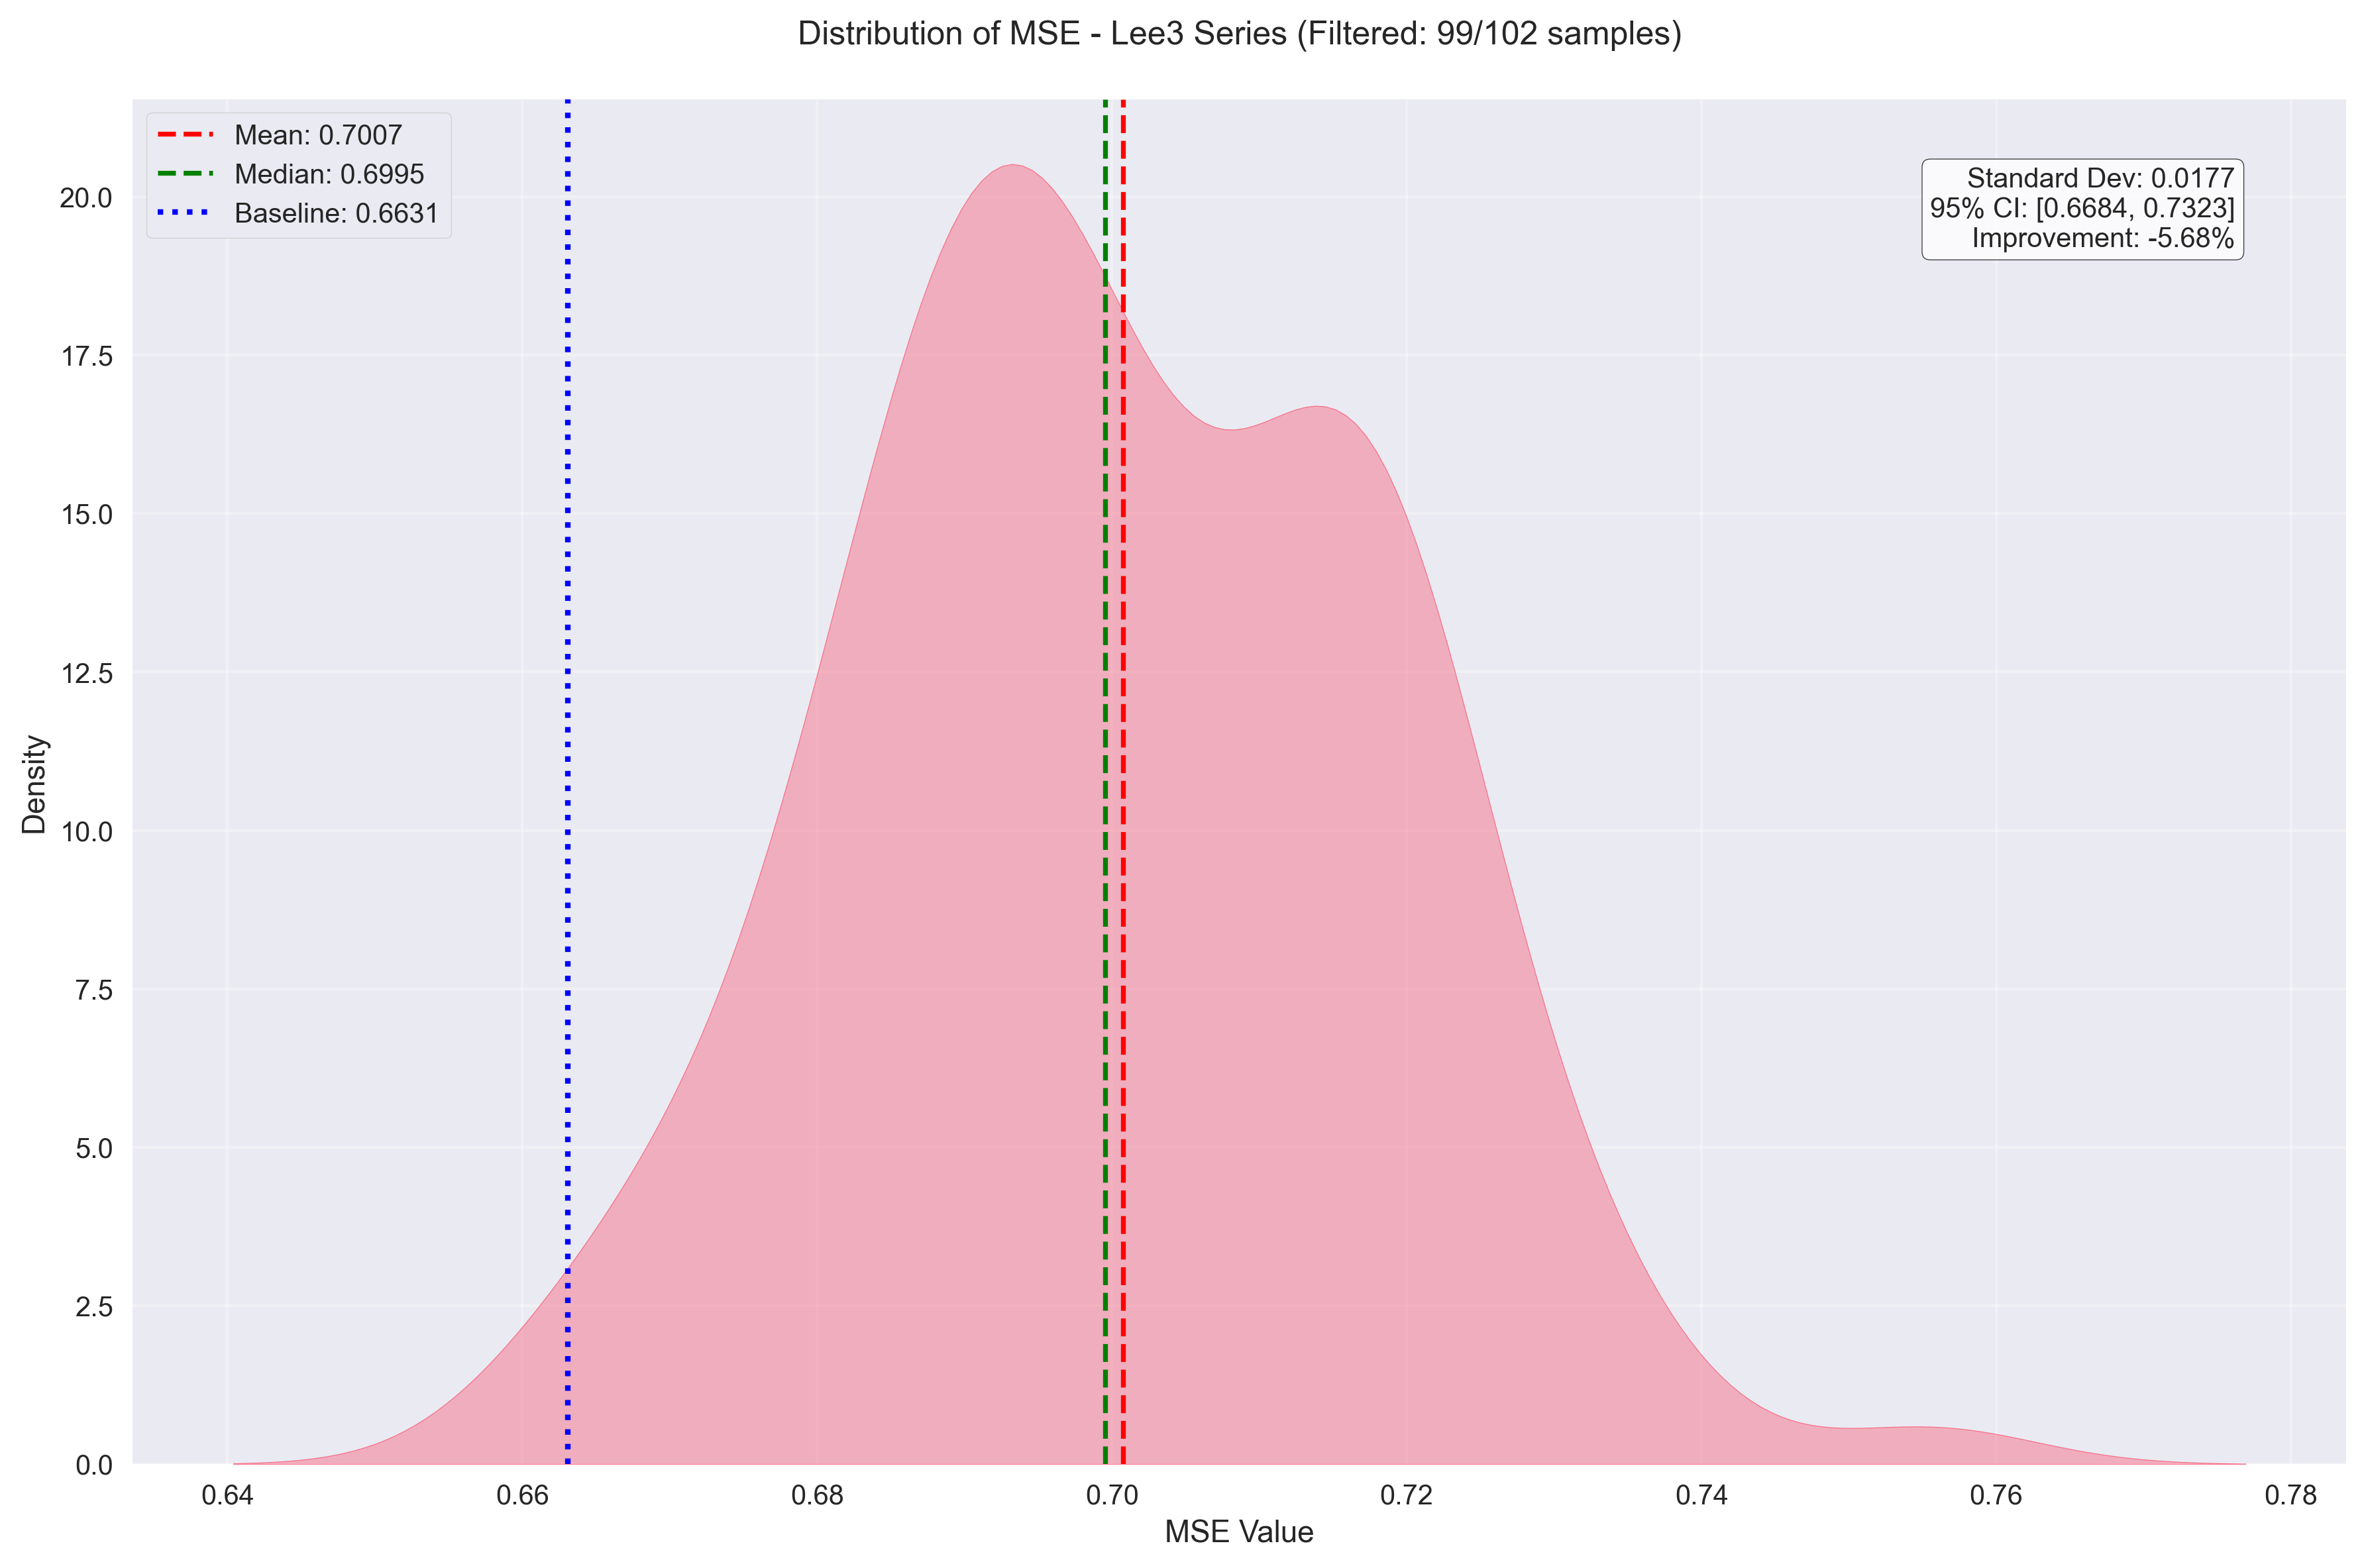 Distribution of MSE - Lee3 Series (Filtered: 99/102 samples)
Mean: 0.7007
Median: 0.6995
Baseline: 0.6631
Standard Dev: 0.0177
95% CI: [0.6684, 0.7323]
Improvement: -5.68%
Density
20.0
17.5
15.0
12.5
10.0
7.5
5.0
2.5
0.0
0.64 0.66 0.68 0.70 0.72 0.74 0.76 0.78
MSE Value